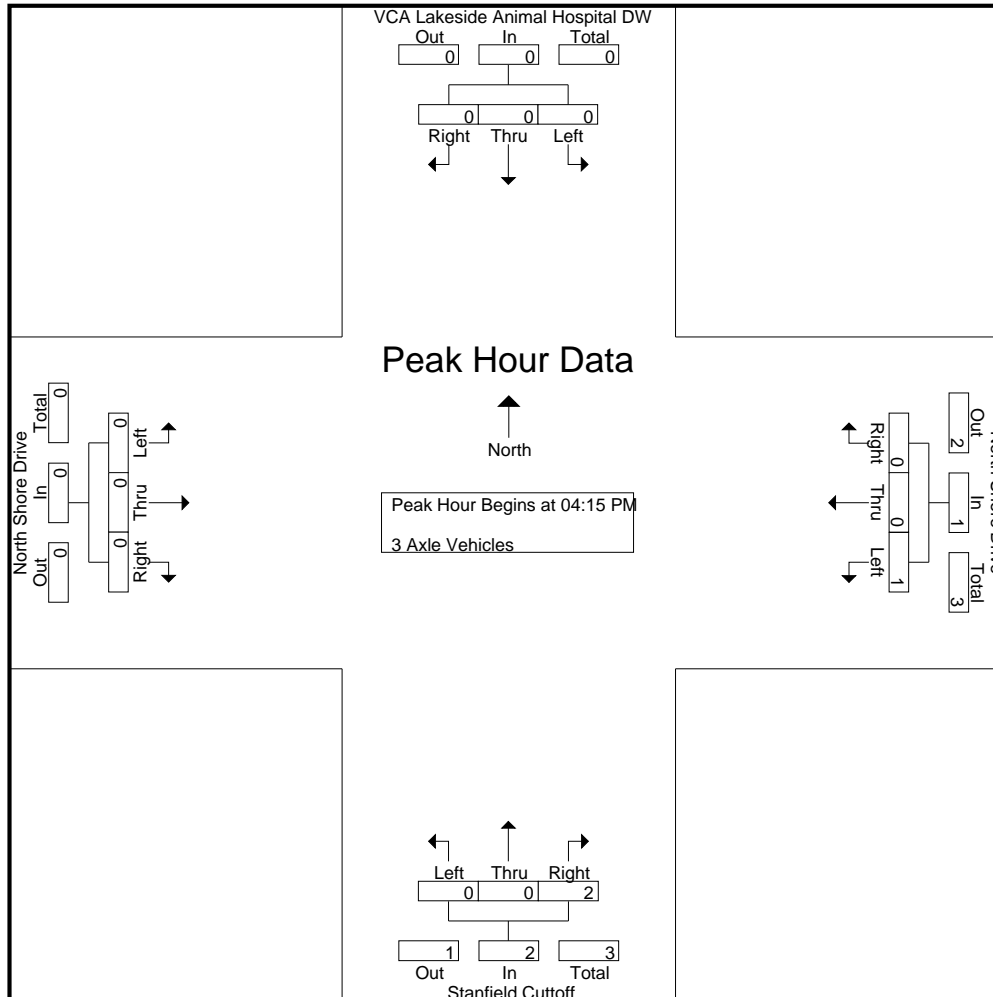 VCA Lakeside Animal Hospital DW
Out In Total
0 0 0
0 0 0
Right Thru Left
Peak Hour Data
North
Peak Hour Begins at 04:15 PM
3 Axle Vehicles
North Shore Drive
Out In Total
0 0 0
0 0 0
Left Thru Right
Right Thru Left
0 0 1
Out In Total
2 1 3
Left Thru Right
0 0 2
1 2 3
Out In Total
Stanfield Cuttoff